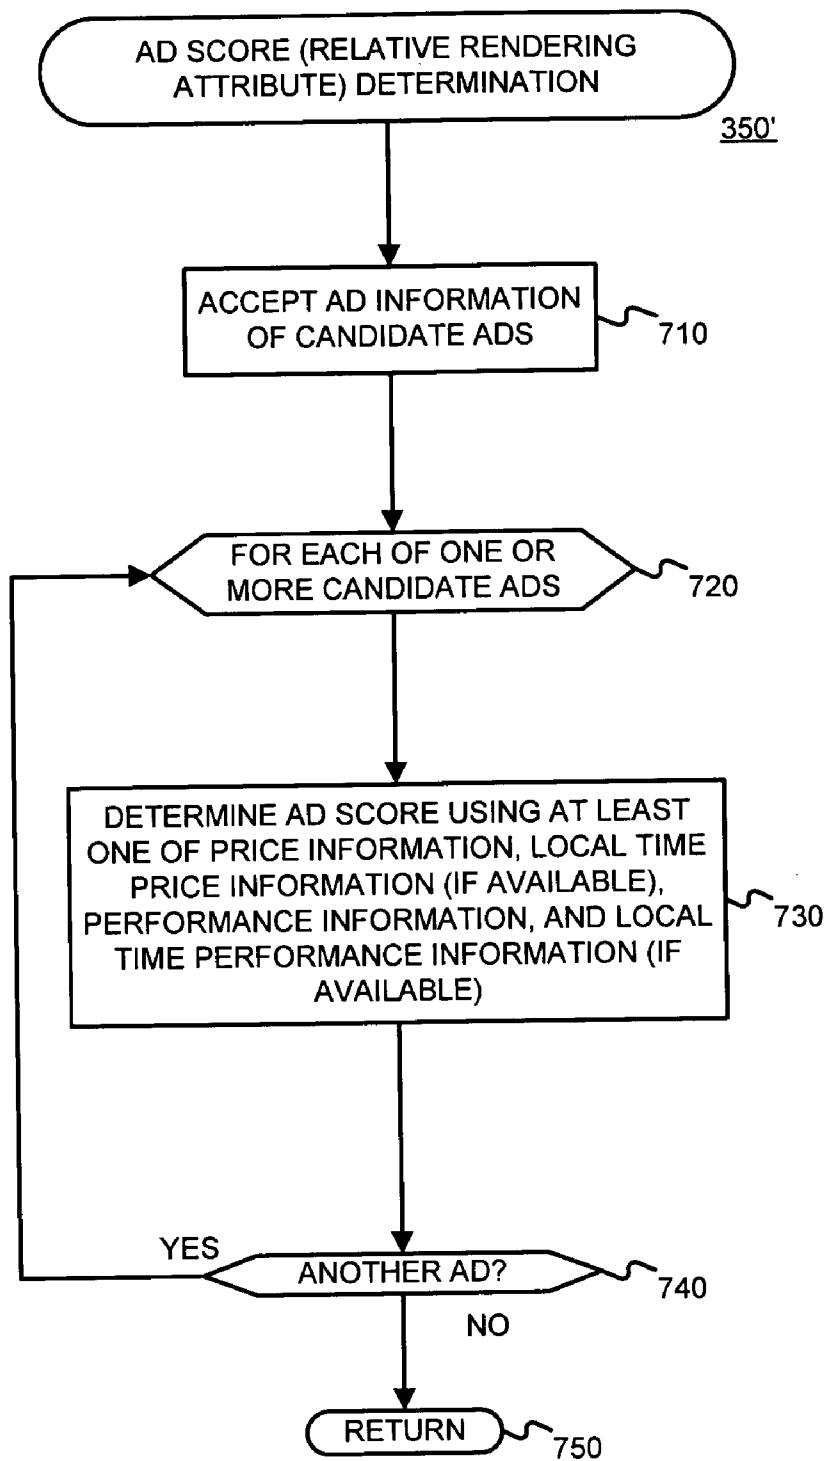 AD SCORE (RELATIVE RENDERING
ATTRIBUTE) DETERMINATION
350'
ACCEPT AD INFORMATION
OF CANDIDATE ADS
710
FOR EACH OF ONE OR
MORE CANDIDATE ADS
720
DETERMINE AD SCORE USING AT LEAST
ONE OF PRICE INFORMATION, LOCAL TIME
PRICE INFORMATION (IF AVAILABLE),
PERFORMANCE INFORMATION, AND LOCAL
TIME PERFORMANCE INFORMATION (IF
AVAILABLE)
730
YES
ANOTHER AD?
740
NO
RETURN
750